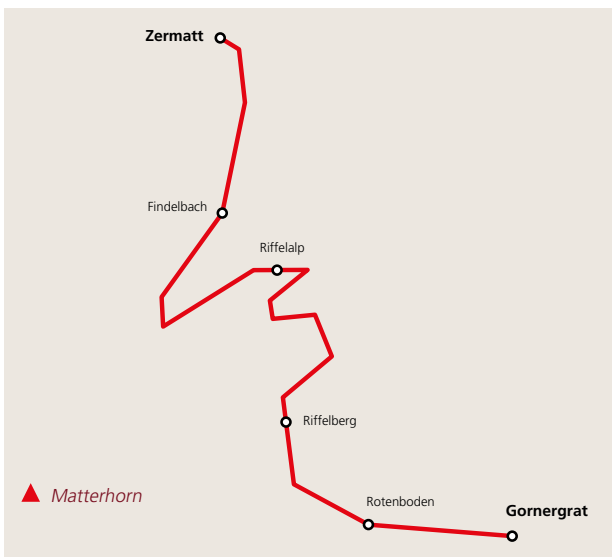 Zermatt
Findelbach
Riffelalp
Riffelberg
Matterhorn
Rotenboden
Gornergrat